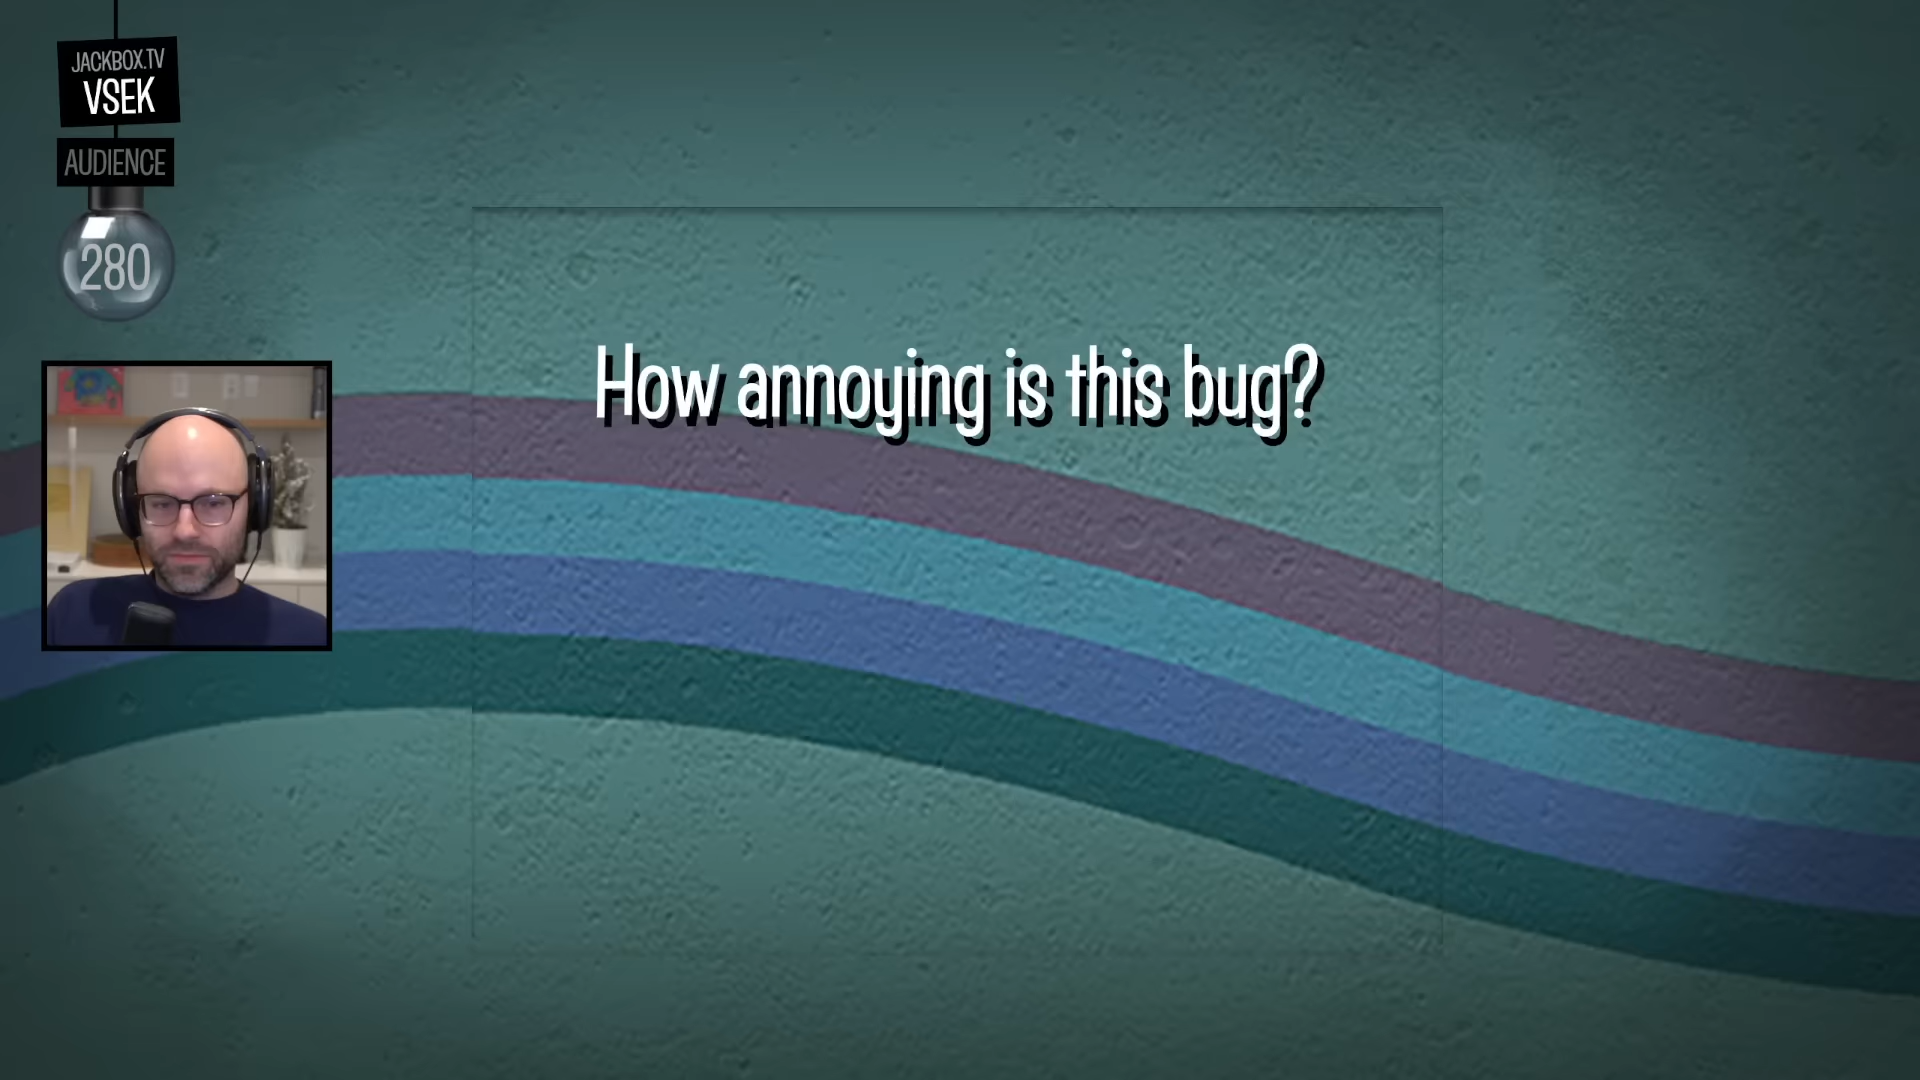 JACKBOX.TV
VSEK
AUDIENCE
280
How annoying is this bug?